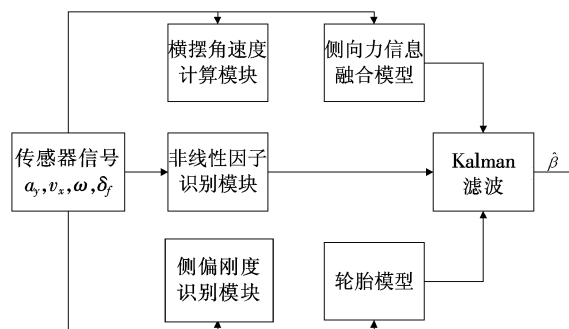 横摆角速度
计算模块
侧向力信息
融合模型
传感器信号
a_y,v_x,ω,δ_f
非线性因子
识别模块
Kalman
滤波
β̂
侧偏刚度
识别模块
轮胎模型